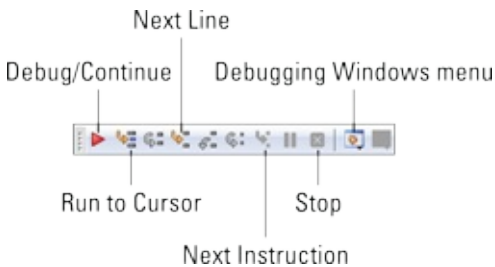 Next Line
Debug/Continue
Debugging Windows menu
Run to Cursor
Stop
Next Instruction